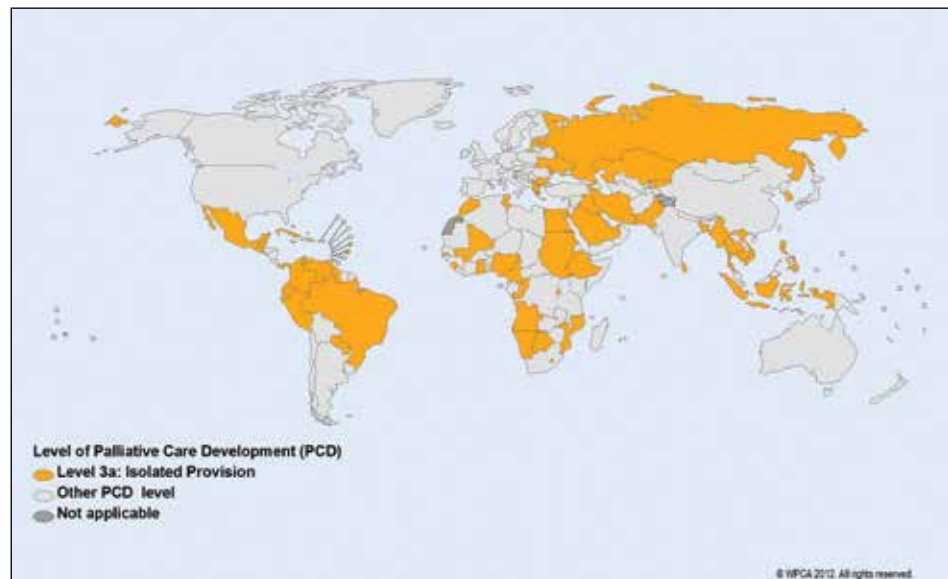 Level of Palliative Care Development (PCD)
Level 3a: Isolated Provision
Other PCD level
Not applicable
© WPCA 2012. All rights reserved.